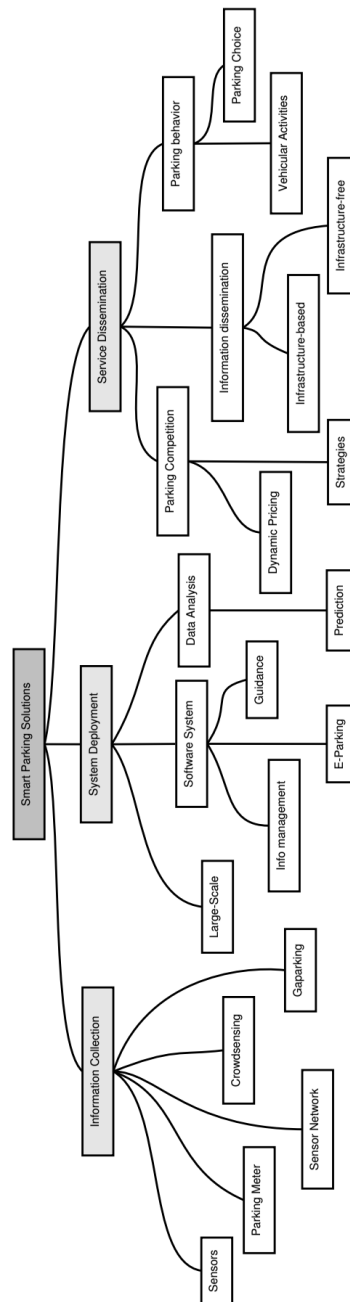 Smart Parking Solutions
Information Collection
System Deployment
Service Dissemination
Sensors
Parking Meter
Sensor Network
Crowdsensing
Gaparking
Large-Scale
Software System
Data Analysis
Info management
E-Parking
Guidance
Prediction
Parking Competition
Information dissemination
Parking behavior
Dynamic Pricing
Strategies
Infrastructure-based
Infrastructure-free
Vehicular Activities
Parking Choice